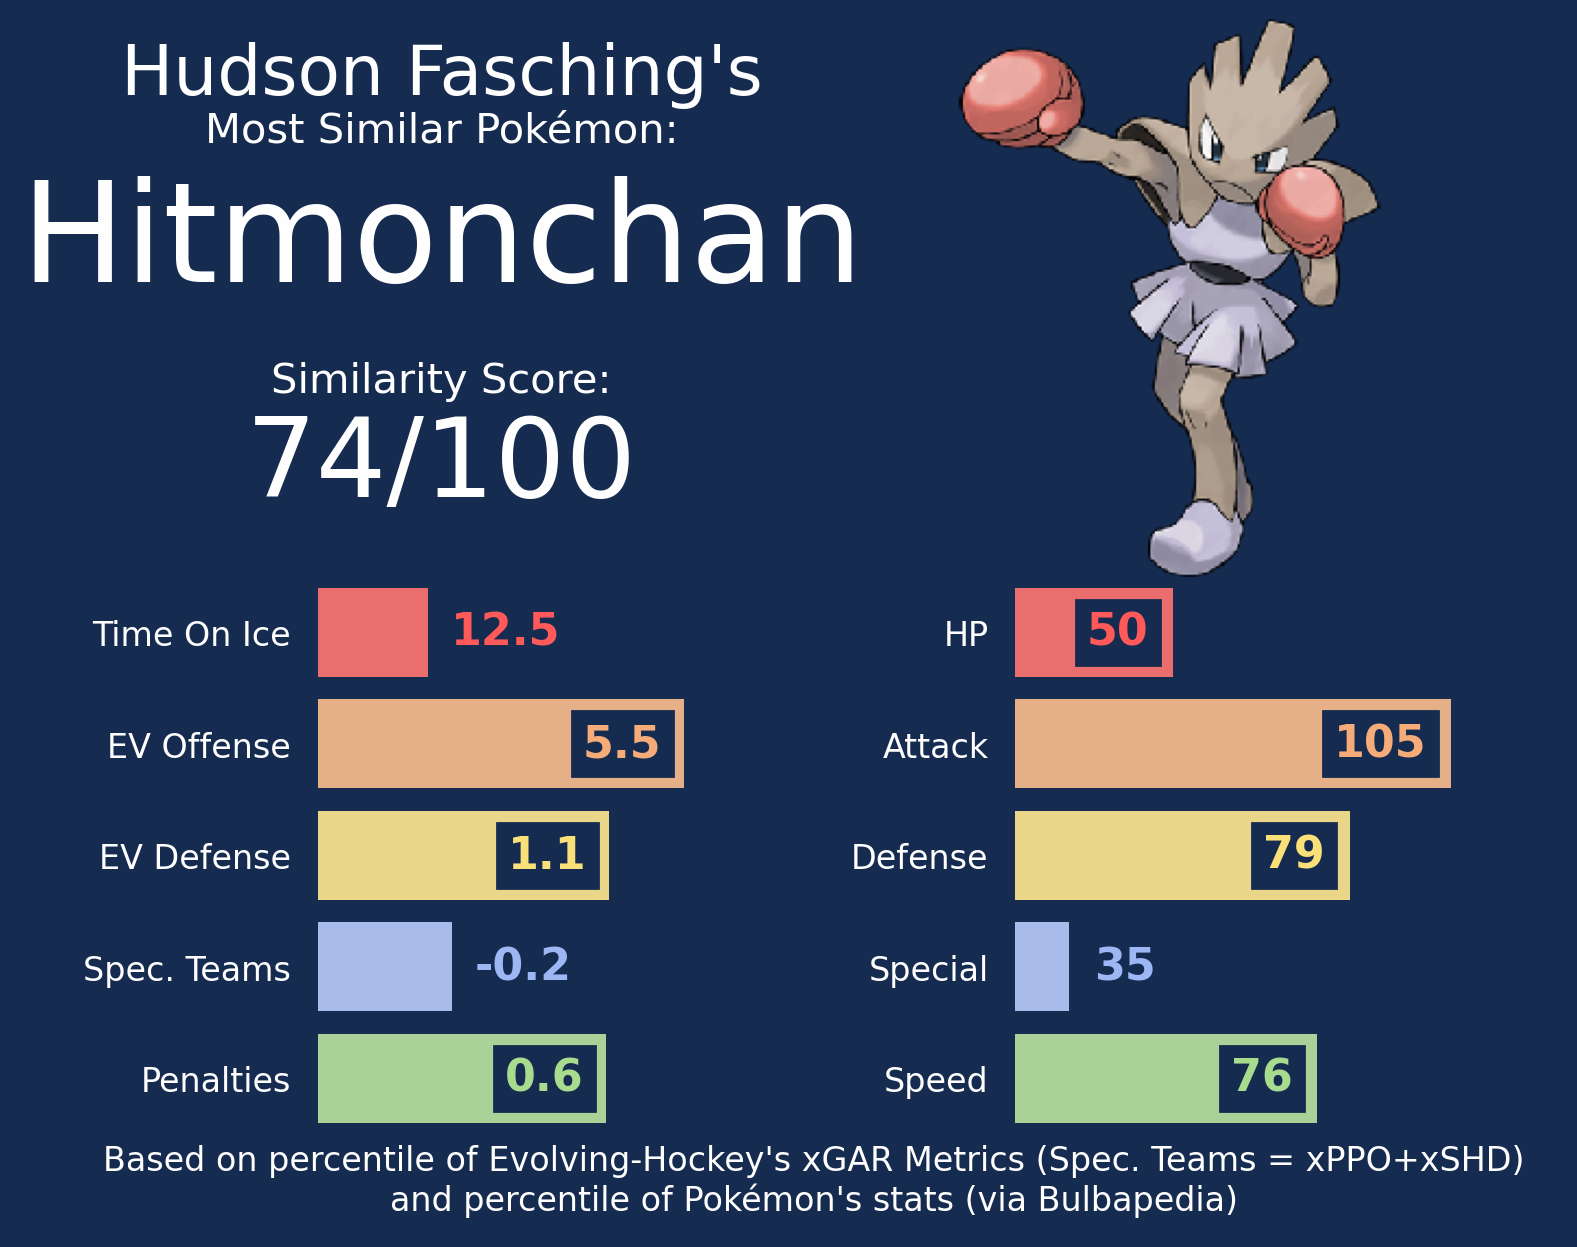 Hudson Fasching's
Most Similar Pokémon:
Hitmonchan
Similarity Score:
74/100
Time On Ice 12.5
EV Offense 5.5
EV Defense 1.1
Spec. Teams -0.2
Penalties 0.6
HP 50
Attack 105
Defense 79
Special 35
Speed 76
Based on percentile of Evolving-Hockey's xGAR Metrics (Spec. Teams = xPPO+xSHD)
and percentile of Pokémon's stats (via Bulbapedia)